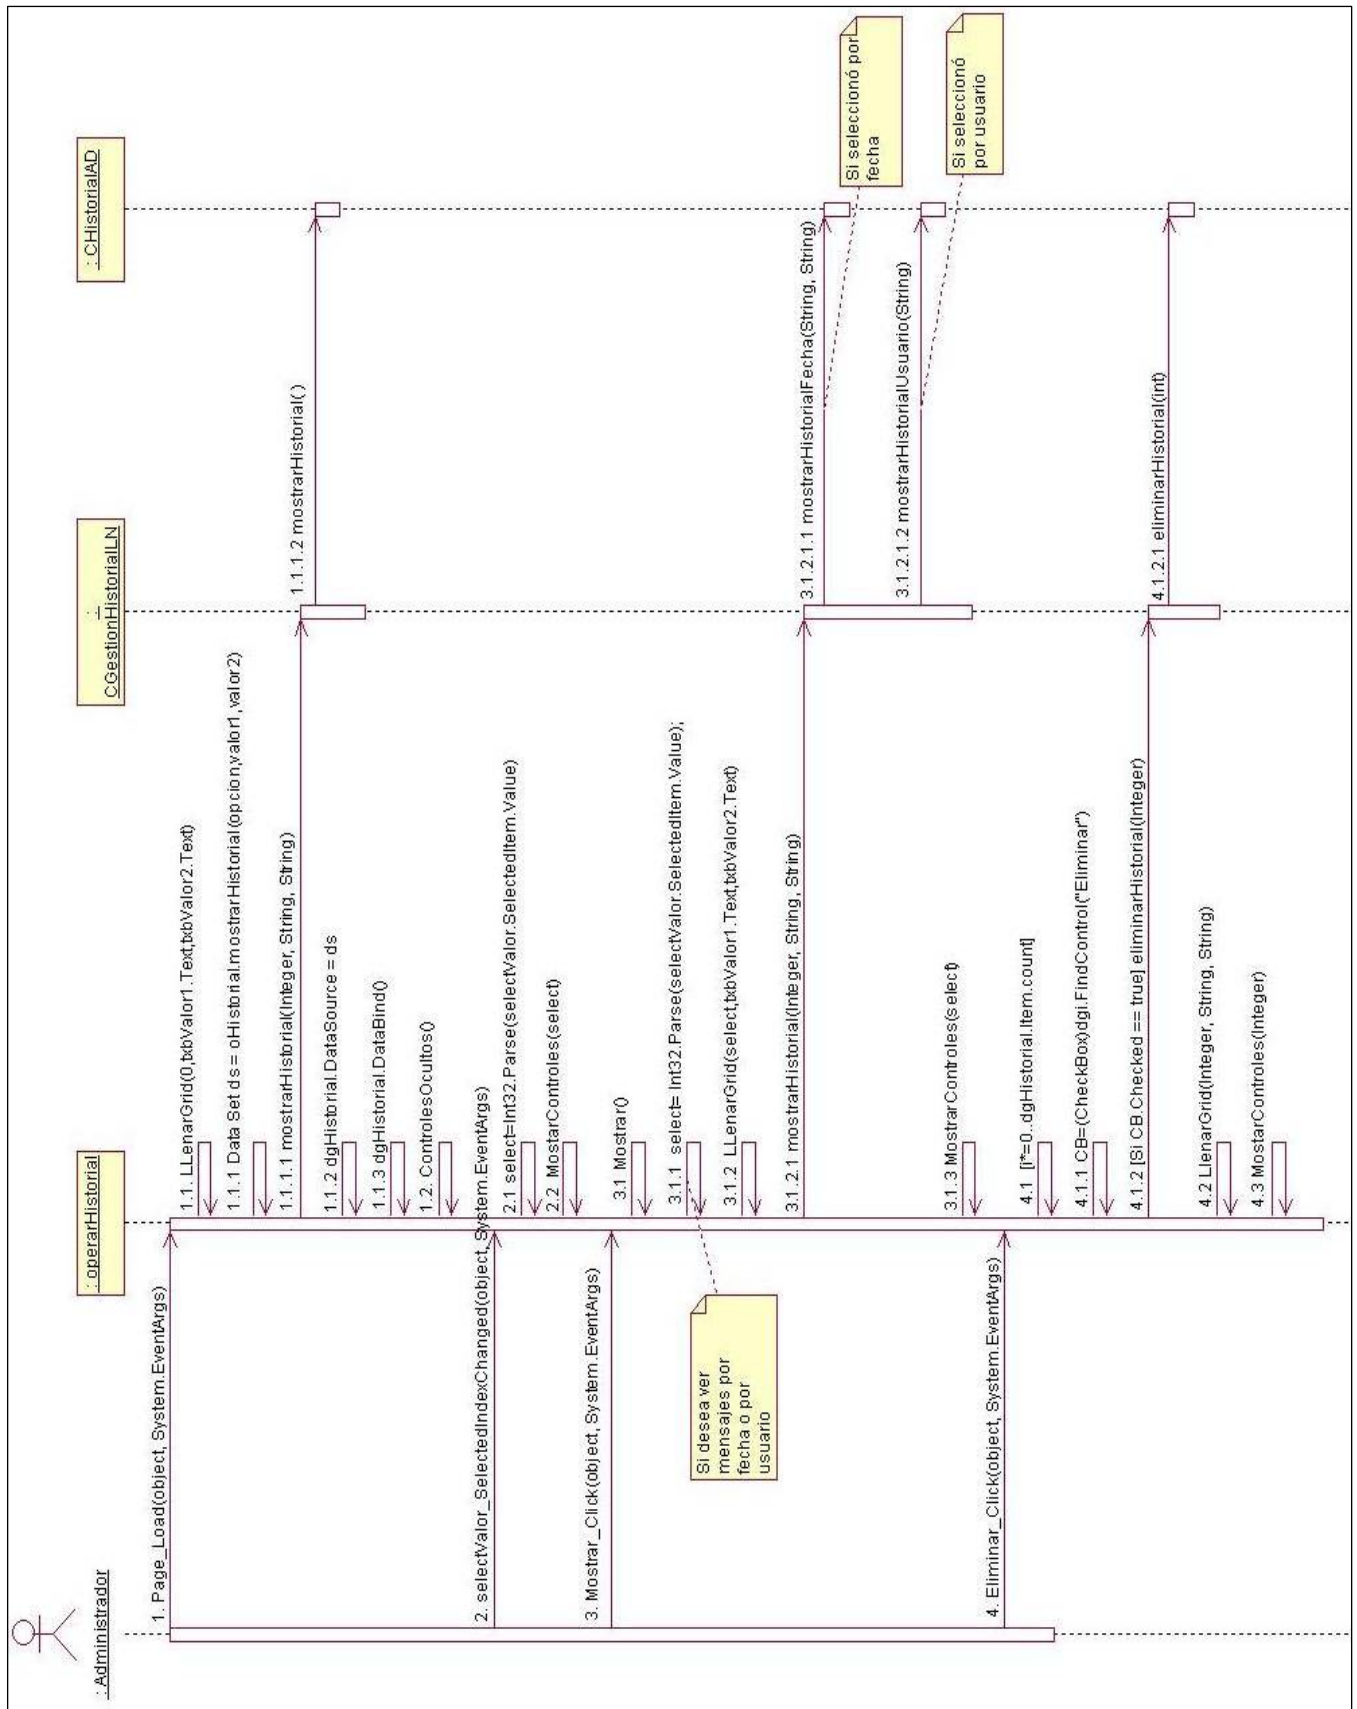 : Administrador
: operarHistorial
:
CGestionHistorialLN
: CHistorialAD
1. Page_Load(object, System.EventArgs)
1.1. LLenarGrid(0,txbValor1.Text,txbValor2.Text)
1.1.1 Data Set ds = oHistorial.mostrarHistorial(opcion,valor1,valor2)
1.1.1.1 mostrarHistorial(Integer, String, String)
1.1.1.2 mostrarHistorial( )
1.1.2 dgHistorial.DataSource = ds
1.1.3 dgHistorial.DataBind()
1.2. ControlesOcultos()
2. selectValor_SelectedIndexChanged(object, System.EventArgs)
2.1 select=Int32.Parse(selectValor.SelectedItem.Value)
2.2 MostarControles(select)
3. Mostrar_Click(object, System.EventArgs)
3.1 Mostrar()
3.1.1 select= Int32.Parse(selectValor.SelectedItem.Value);
Si desea ver
mensajes por
fecha o por
usuario
3.1.2 LLenarGrid(select,txbValor1.Text,txbValor2.Text)
3.1.2.1 mostrarHistorial(Integer, String, String)
3.1.2.1.1 mostrarHistorialFecha(String, String)
Si seleccionó por
fecha
3.1.2.1.2 mostrarHistorialUsuario(String)
Si seleccionó
por usuario
3.1.3 MostrarControles(select)
4. Eliminar_Click(object, System.EventArgs)
4.1 [i*=0..dgHistorial.Item.count]
4.1.1 CB=(CheckBox)dgi.FindControl("Eliminar")
4.1.2 [Si CB.Checked == true] eliminarHistorial(Integer)
4.1.2.1 eliminarHistorial(int)
4.2 LlenarGrid(Integer, String, String)
4.3 MostarControles(Integer)